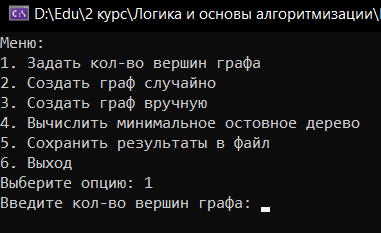 D:\Edu\2 курс\Логика и основы алгоритмизации\
Меню:
1. Задать кол-во вершин графа
2. Создать граф случайно
3. Создать граф вручную
4. Вычислить минимальное остовное дерево
5. Сохранить результаты в файл
6. Выход
Выберите опцию: 1
Введите кол-во вершин графа: